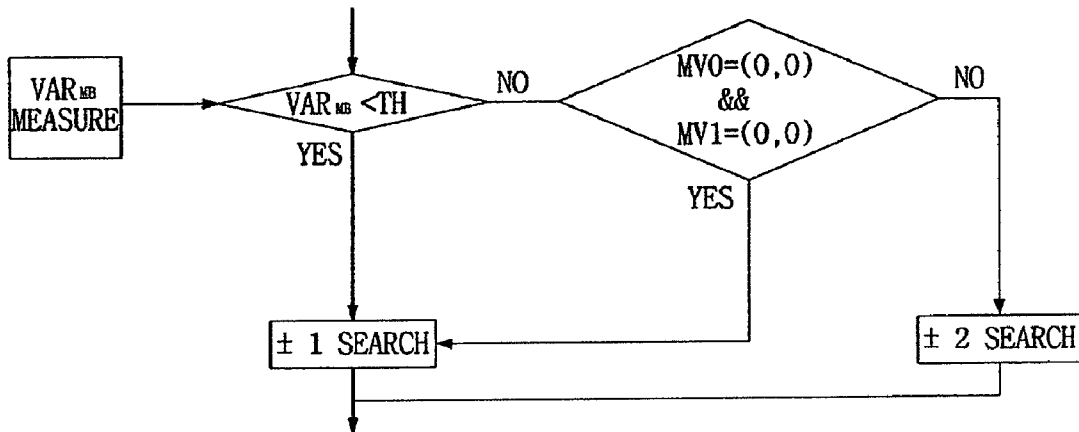 VAR MB
MEASURE
VAR MB <TH
NO
YES
MV0=(0,0)
&&
MV1=(0,0)
NO
YES
± 1 SEARCH
± 2 SEARCH